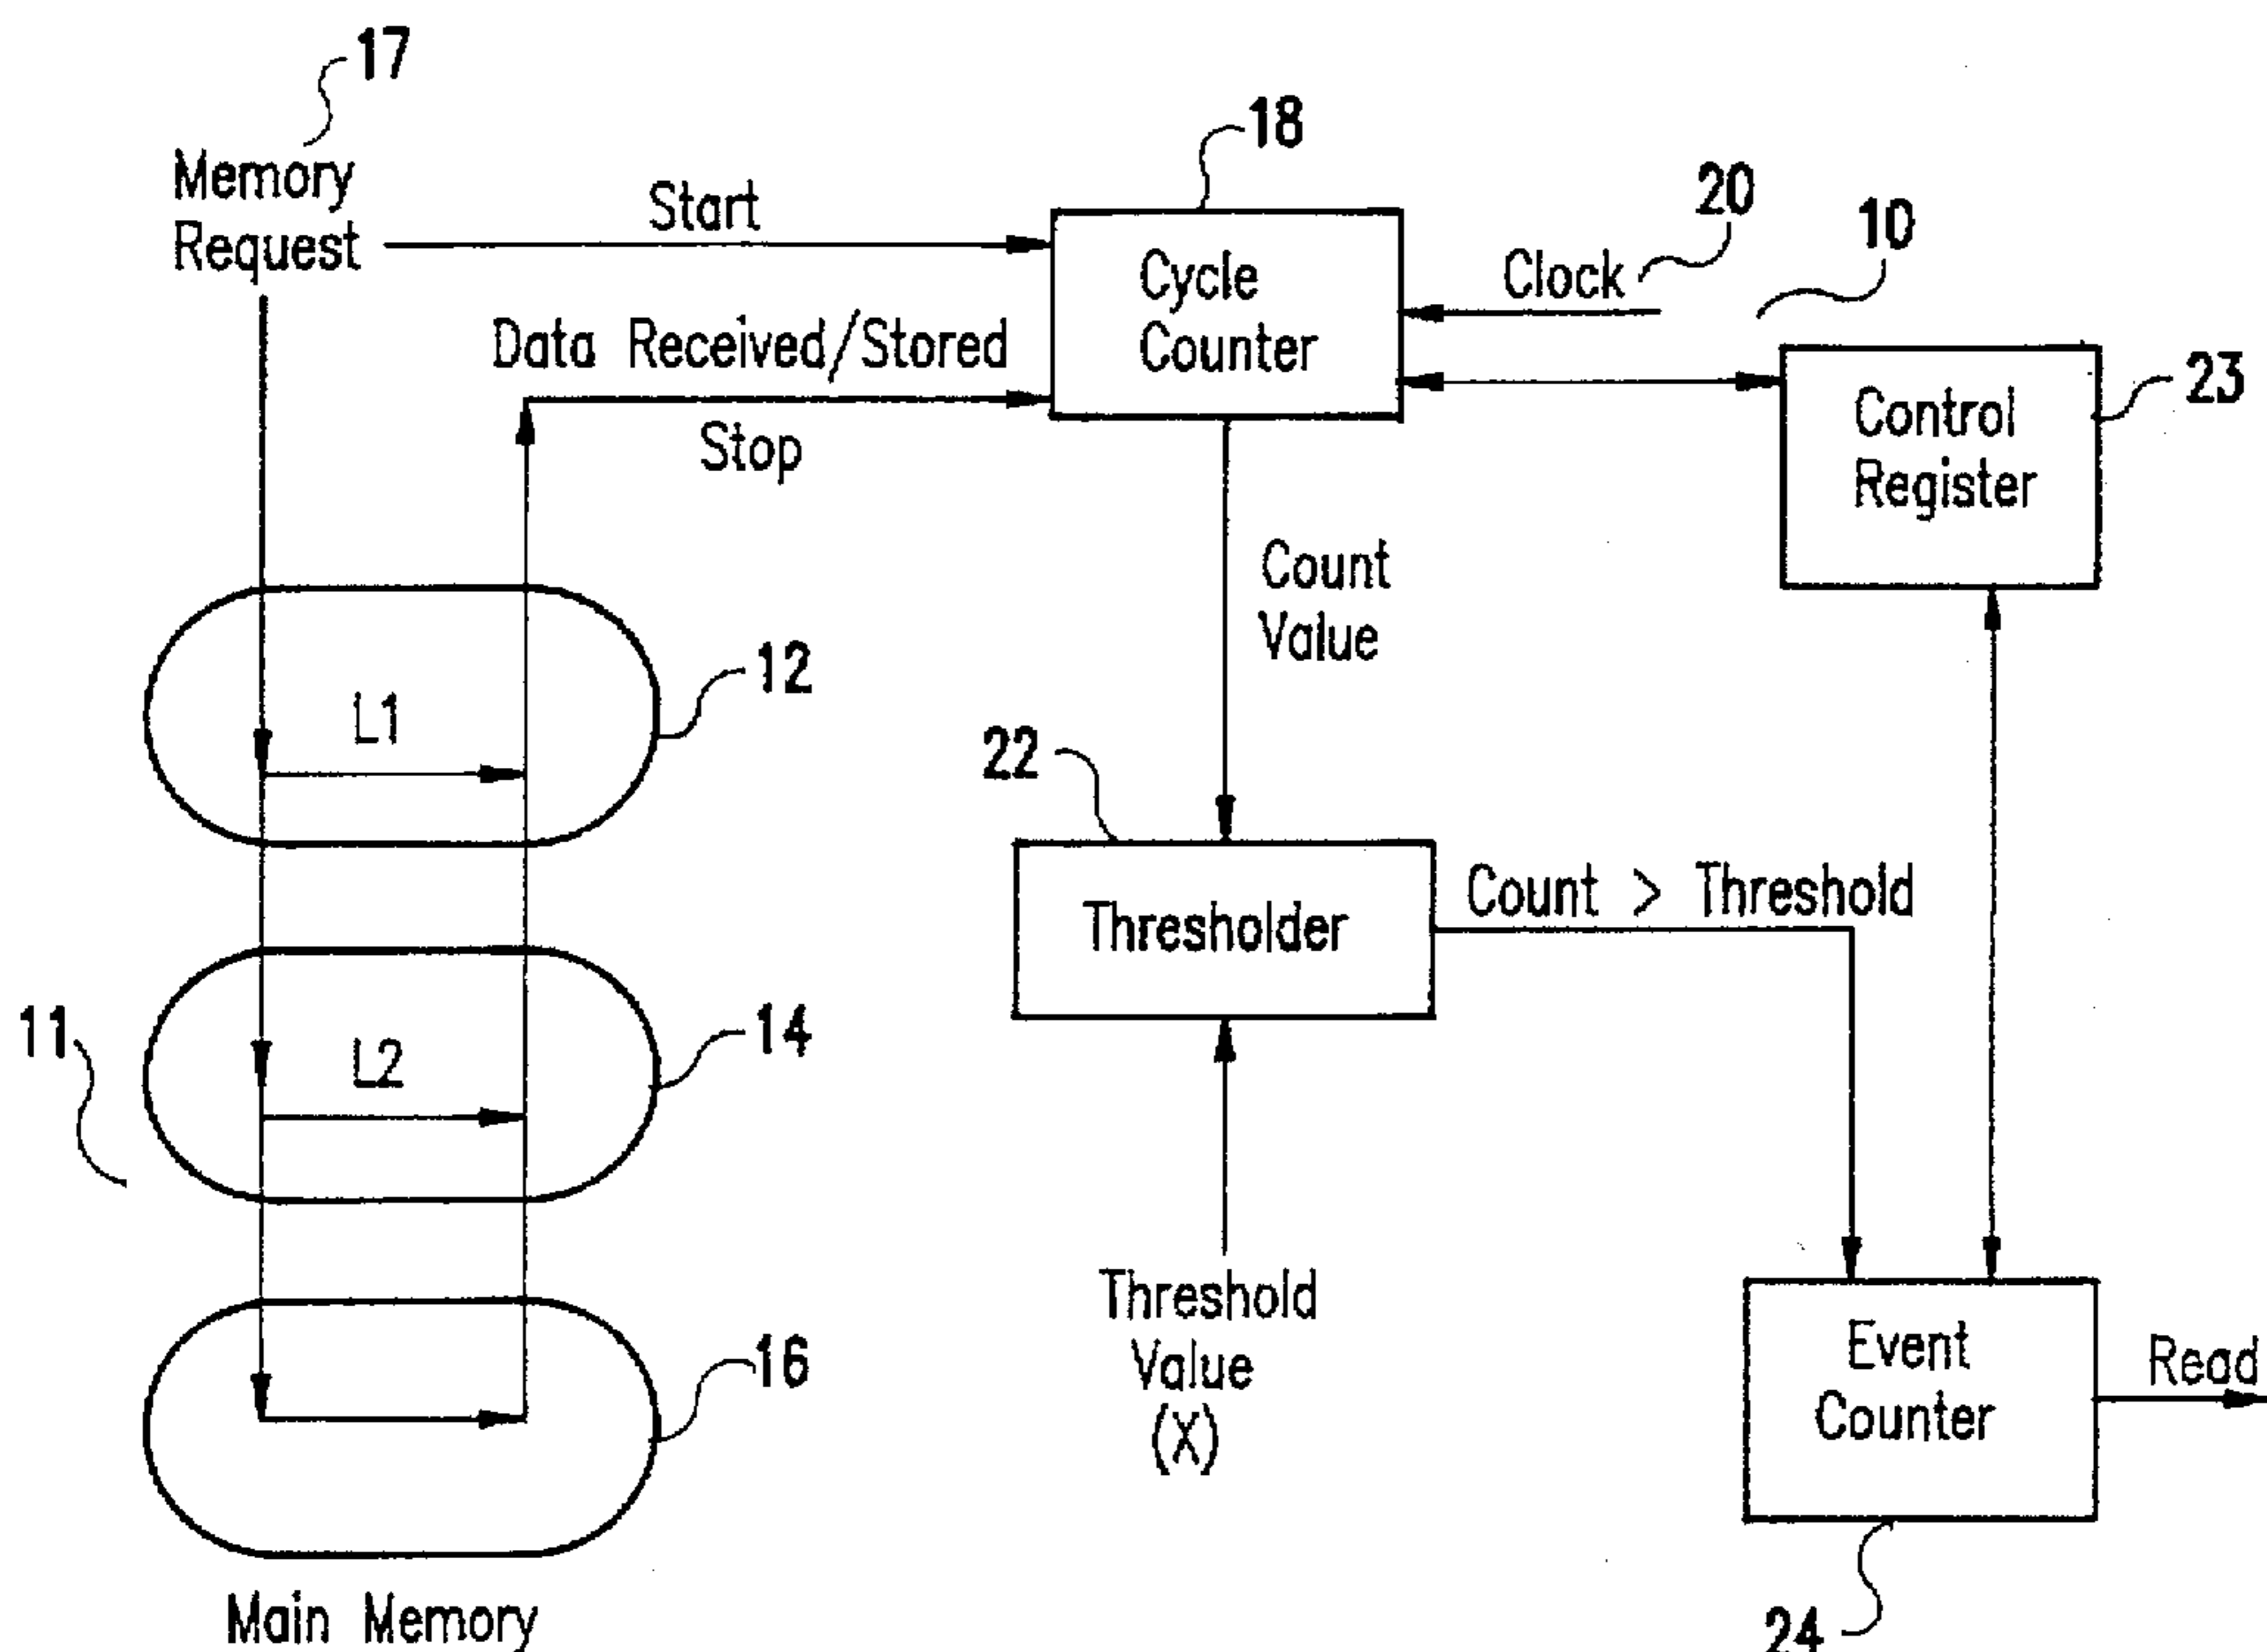 17
Memory
Request
Start
18
Cycle
Counter
20
Clock
10
Data Received/Stored
Stop
Control
Register
23
Count
Value
L1
12
22
Thresholder
Count > Threshold
11
L2
14
Threshold
Value
(X)
16
Event
Counter
Read
24
Main Memory